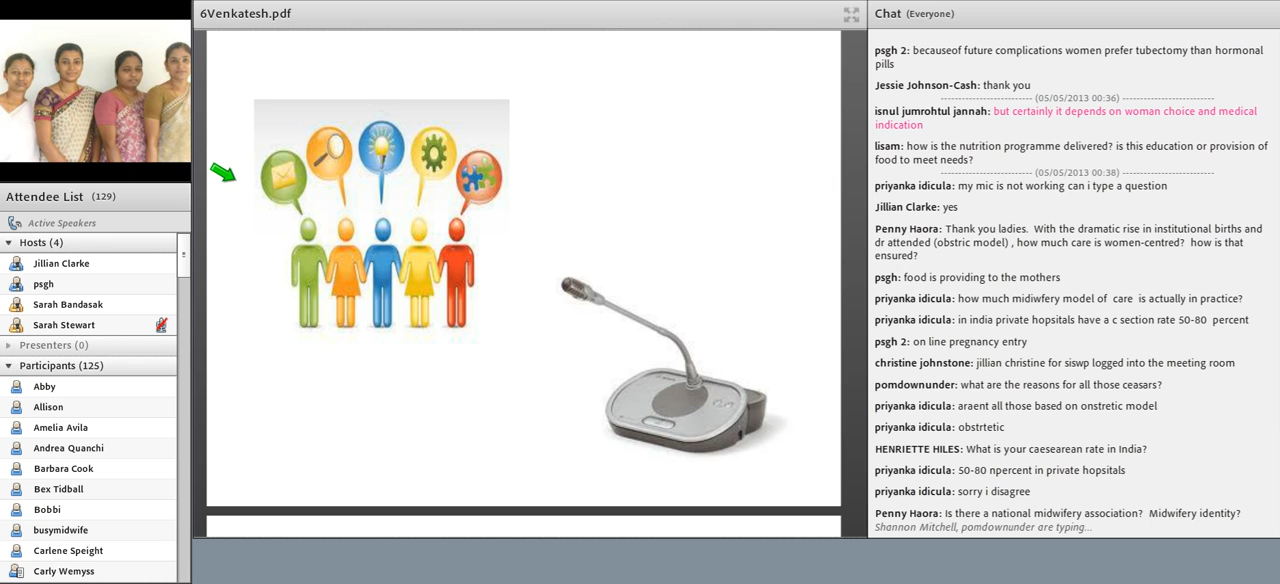 6Venkatesh.pdf
Attendee List (129)
Active Speakers
Hosts (4)
Jillian Clarke
psgh
Sarah Bandasak
Sarah Stewart
Presenters (0)
Participants (125)
Abby
Allison
Amelia Avila
Andrea Quanchi
Barbara Cook
Bex Tidball
Bobbi
busymidwife
Carlene Speight
Carly Wemyss
Chat (Everyone)
psgh 2: becauseof future complications women prefer tubectomy than hormonal
pills
Jessie Johnson-Cash: thank you
------------------------- (05/05/2013 00:36) -------------------------
isnul jumrohtul jannah: but certainly it depends on woman choice and medical
indication
lisam: how is the nutrition programme delivered? is this education or provision of
food to meet needs?
------------------------- (05/05/2013 00:38) -------------------------
priyanka idicula: my mic is not working can i type a question
Jillian Clarke: yes
Penny Haora: Thank you ladies.  With the dramatic rise in institutional births and
dr attended (obstric model) , how much care is women-centred?  how is that
ensured?
psgh: food is providing to the mothers
priyanka idicula: how much midiwfery model of  care  is actually in practice?
priyanka idicula: in india private hopsitals have a c section rate 50-80  percent
psgh 2: on line pregnancy entry
christine johnstone: jillian christine for siswp logged into the meeting room
pomdownunder: what are the reasons for all those ceasars?
priyanka idicula: araent all those based on onstretic model
priyanka idicula: obstrtetic
HENRIETTE HILES: What is your caesearean rate in India?
priyanka idicula: 50-80 npercent in private hopsitals
priyanka idicula: sorry i disagree
Penny Haora: Is there a national midwifery association?  Midwifery identity?
Shannon Mitchell, pomdownunder are typing...